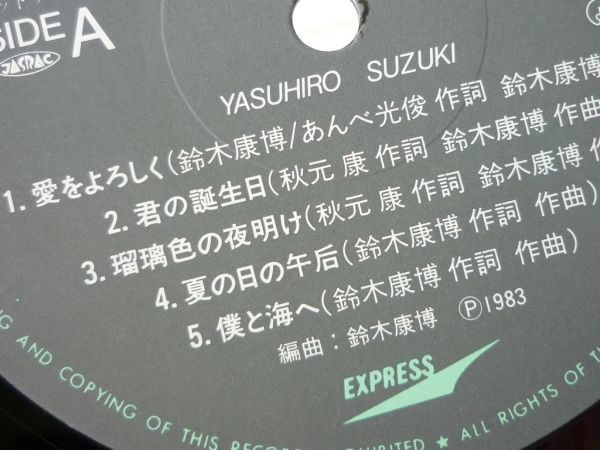 SIDE A
JASRAC
YASUHIRO SUZUKI
1. 愛をよろしく(鈴木康博/あんべ光俊 作詞 鈴木康博
2. 君の誕生日(秋元 康 作詞 鈴木康博 作曲
3. 瑠璃色の夜明け(秋元 康 作詞 鈴木康博 作
4. 夏の日の午后(鈴木康博 作詞 作曲)
5. 僕と海へ(鈴木康博 作詞 作曲)
編曲：鈴木康博 Ⓟ1983
EXPRESS
NG AND COPYING OF THIS RECORD PROHIBITED ★ ALL RIGHTS OF THE